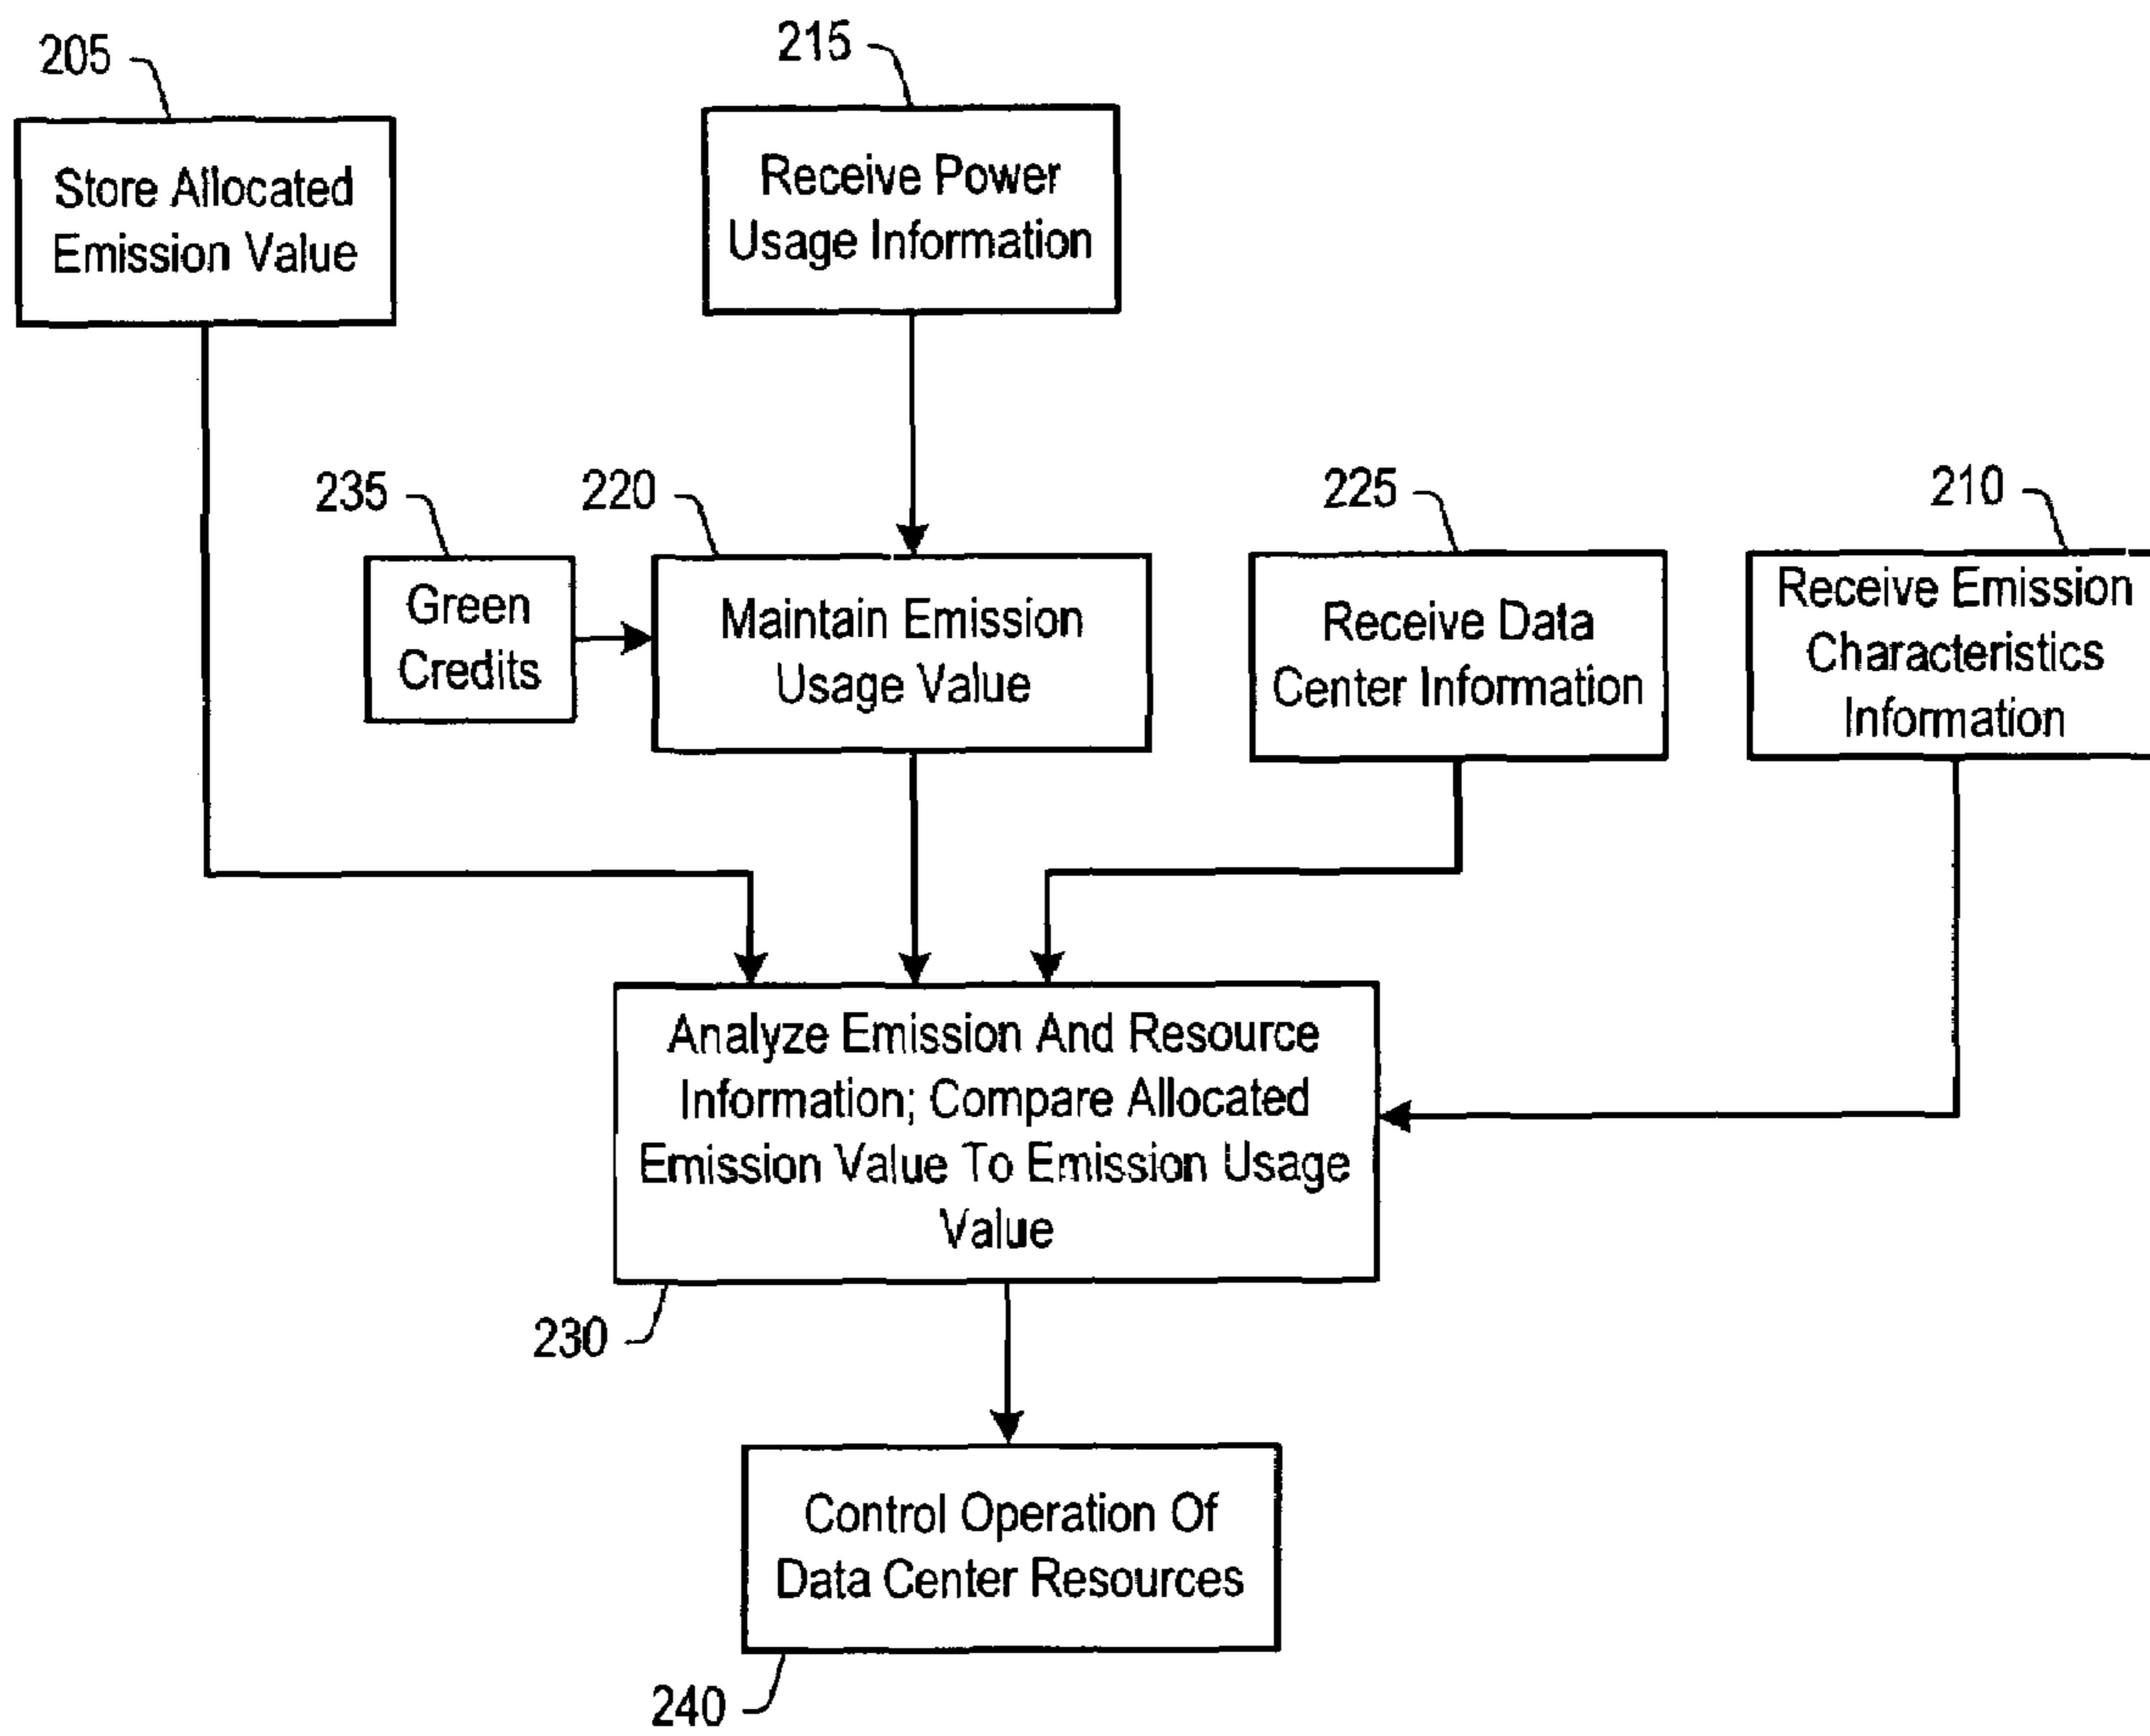 205
215
Store Allocated
Emission Value
Receive Power
Usage Information
235
220
225
210
Green
Credits
Maintain Emission
Usage Value
Receive Data
Center Information
Receive Emission
Characteristics
Information
Analyze Emission And Resource
Information; Compare Allocated
Emission Value To Emission Usage
Value
230
Control Operation Of
Data Center Resources
240